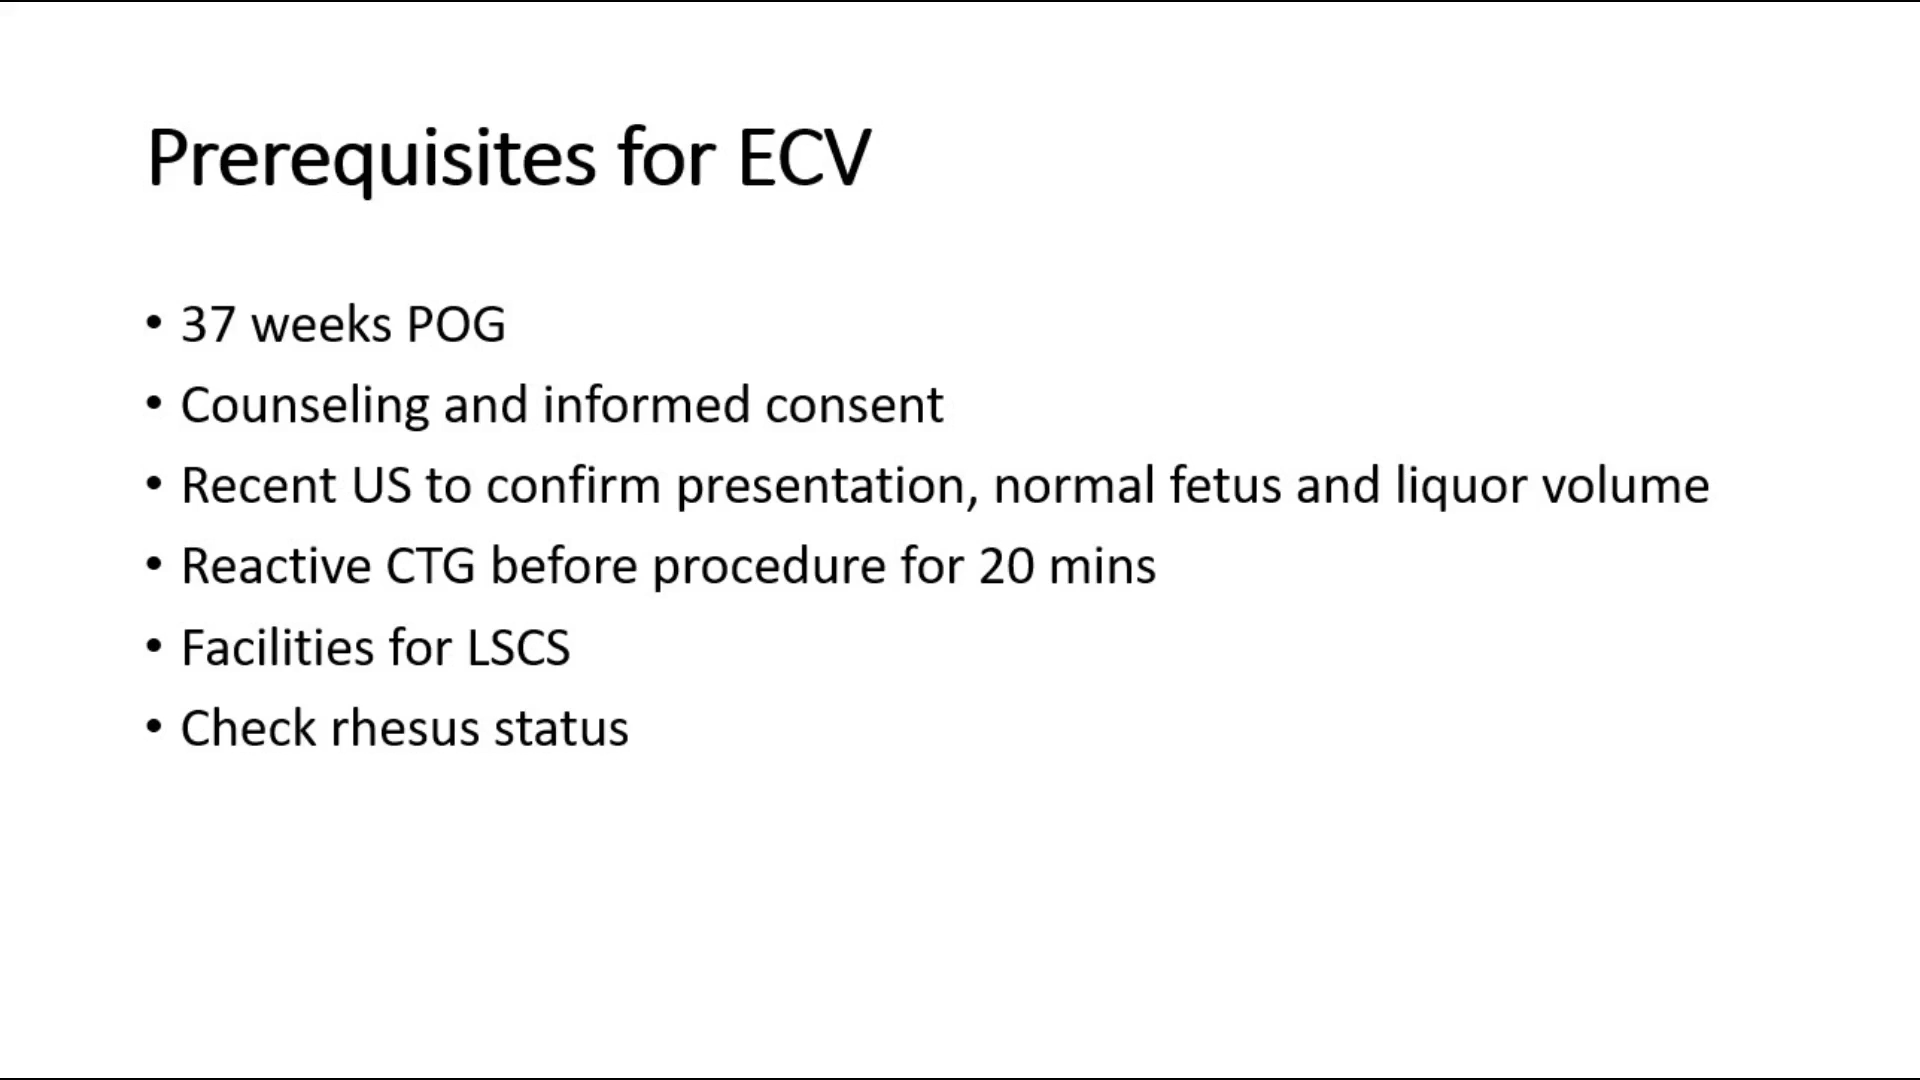 Prerequisites for ECV
• 37 weeks POG
• Counseling and informed consent
• Recent US to confirm presentation, normal fetus and liquor volume
• Reactive CTG before procedure for 20 mins
• Facilities for LSCS
• Check rhesus status